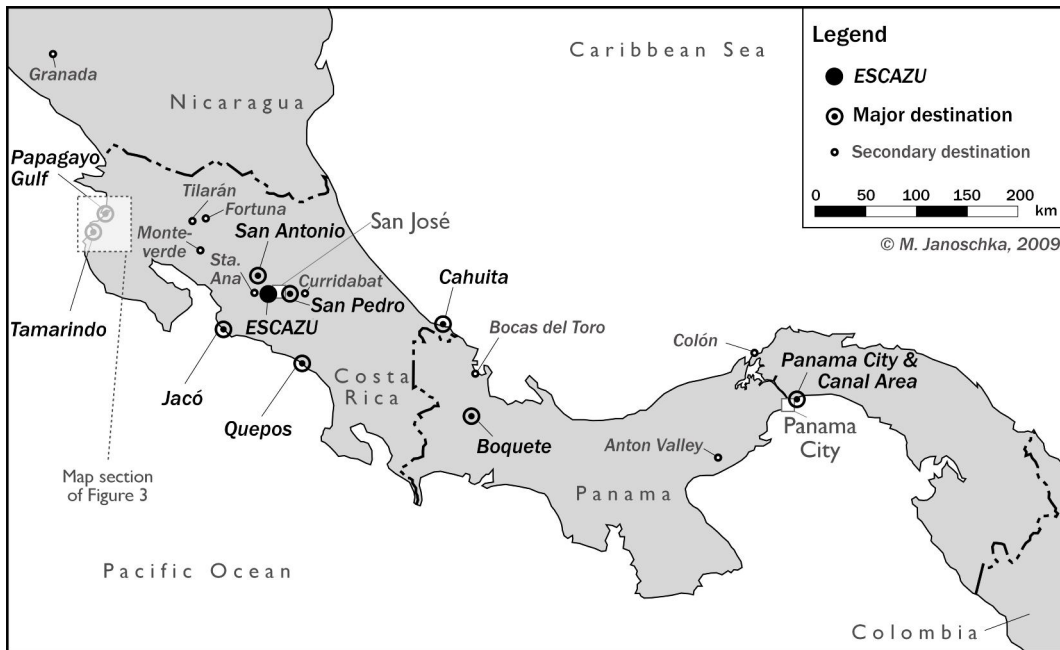 Caribbean Sea
Legend
ESCAZU
Major destination
Secondary destination
0 50 100 150 200
km
© M. Janoschka, 2009
Granada
Nicaragua
Papagayo
Gulf
Tilarán
Fortuna
San José
Monte-
verde
San Antonio
Sta.
Ana
Curridabat
San Pedro
ESCAZU
Cahuita
Tamarindo
Bocas del Toro
Colón
Jacó
Panama City &
Canal Area
Costa
Rica
Quepos
Boquete
Panama
City
Anton Valley
Map section
of Figure 3
Panama
Pacific Ocean
Colombia